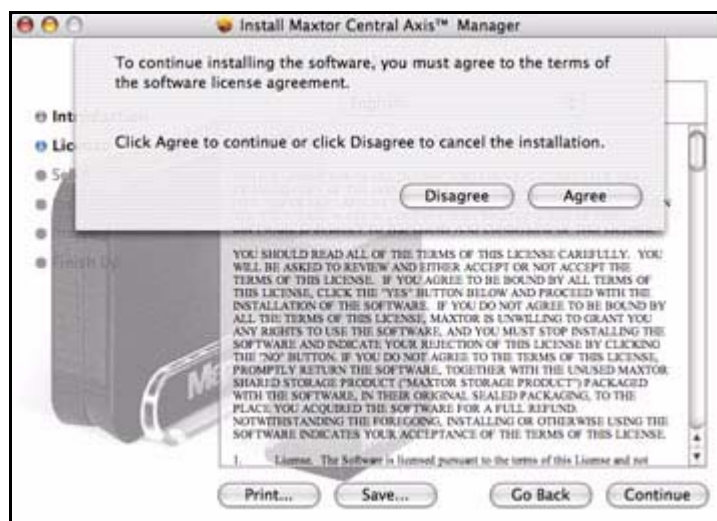 Install Maxtor Central Axis™ Manager
To continue installing the software, you must agree to the terms of
the software license agreement.
Click Agree to continue or click Disagree to cancel the installation.
Disagree
Agree
Int
Lic
Finish Up
YOU SHOULD READ ALL OF THE TERMS OF THIS LICENSE CAREFULLY. YOU
WILL BE ASKED TO REVIEW AND EITHER ACCEPT OR NOT ACCEPT THE
TERMS OF THIS LICENSE. IF YOU AGREE TO BE BOUND BY ALL TERMS OF
THIS LICENSE, CLICK THE "YES" BUTTON BELOW AND PROCEED WITH THE
INSTALLATION OF THE SOFTWARE. IF YOU DO NOT AGREE TO BE BOUND BY
ALL THE TERMS OF THIS LICENSE, MAXTOR IS UNWILLING TO GRANT YOU
ANY RIGHTS TO USE THE SOFTWARE, AND YOU MUST STOP INSTALLING THE
SOFTWARE AND INDICATE YOUR REJECTION OF THIS LICENSE BY CLICKING
THE "NO" BUTTON. IF YOU DO NOT AGREE TO THE TERMS OF THIS LICENSE,
PROMPTLY RETURN THE SOFTWARE, TOGETHER WITH THE UNUSED MAXTOR
SHARED STORAGE PRODUCT ("MAXTOR STORAGE PRODUCT") PACKAGED
WITH THE SOFTWARE, IN THEIR ORIGINAL SEALED PACKAGING, TO THE
PLACE YOU ACQUIRED THE SOFTWARE FOR A FULL REFUND.
NOTWITHSTANDING THE FOREGOING, INSTALLING OR OTHERWISE USING THE
SOFTWARE INDICATES YOUR ACCEPTANCE OF THE TERMS OF THIS LICENSE.
1. License. The Software is licensed pursuant to the terms of this License and not
Print...
Save...
Go Back
Continue